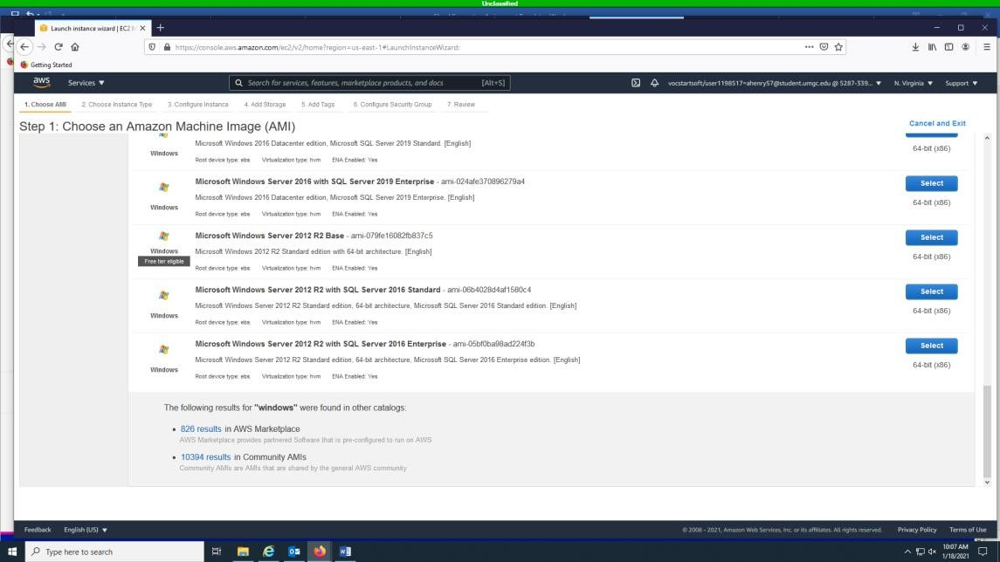 Unclassified
Launch instance wizard | EC2 M
https://console.aws.amazon.com/ec2/v2/home?region=us-east-1#LaunchInstanceWizard:
Getting Started
aws Services Search for services, features, marketplace products, and docs [Alt+S] vocstartsoft/user1198517=ahenry57@student.umgc.edu @ 5287-339... N. Virginia Support
1. Choose AMI 2. Choose Instance Type 3. Configure Instance 4. Add Storage 5. Add Tags 6. Configure Security Group 7. Review
Step 1: Choose an Amazon Machine Image (AMI) Cancel and Exit
Windows
Microsoft Windows 2016 Datacenter edition, Microsoft SQL Server 2019 Standard. [English]
64-bit (x86)
Root device type: ebs Virtualization type: hvm ENA Enabled: Yes
Microsoft Windows Server 2016 with SQL Server 2019 Enterprise - ami-024afe370896279a4
Select
Windows
Microsoft Windows 2016 Datacenter edition, Microsoft SQL Server 2019 Enterprise. [English]
64-bit (x86)
Root device type: ebs Virtualization type: hvm ENA Enabled: Yes
Microsoft Windows Server 2012 R2 Base - ami-079fe16082fb837c5
Select
Windows
Free tier eligible
Microsoft Windows 2012 R2 Standard edition with 64-bit architecture. [English]
64-bit (x86)
Root device type: ebs Virtualization type: hvm ENA Enabled: Yes
Microsoft Windows Server 2012 R2 with SQL Server 2016 Standard - ami-06b4028d4af1580c4
Select
Windows
Microsoft Windows Server 2012 R2 Standard edition, 64-bit architecture, Microsoft SQL Server 2016 Standard edition. [English]
64-bit (x86)
Root device type: ebs Virtualization type: hvm ENA Enabled: Yes
Microsoft Windows Server 2012 R2 with SQL Server 2016 Enterprise - ami-05bf0ba98ad224f3b
Select
Windows
Microsoft Windows Server 2012 R2 Standard edition, 64-bit architecture, Microsoft SQL Server 2016 Enterprise edition. [English]
64-bit (x86)
Root device type: ebs Virtualization type: hvm ENA Enabled: Yes
The following results for "windows" were found in other catalogs:
• 826 results in AWS Marketplace
AWS Marketplace provides partnered Software that is pre-configured to run on AWS
• 10394 results in Community AMIs
Community AMIs are AMIs that are shared by the general AWS community
Feedback English (US) © 2008 - 2021, Amazon Web Services, Inc. or its affiliates. All rights reserved. Privacy Policy Terms of Use
Type here to search
10:07 AM
1/18/2021